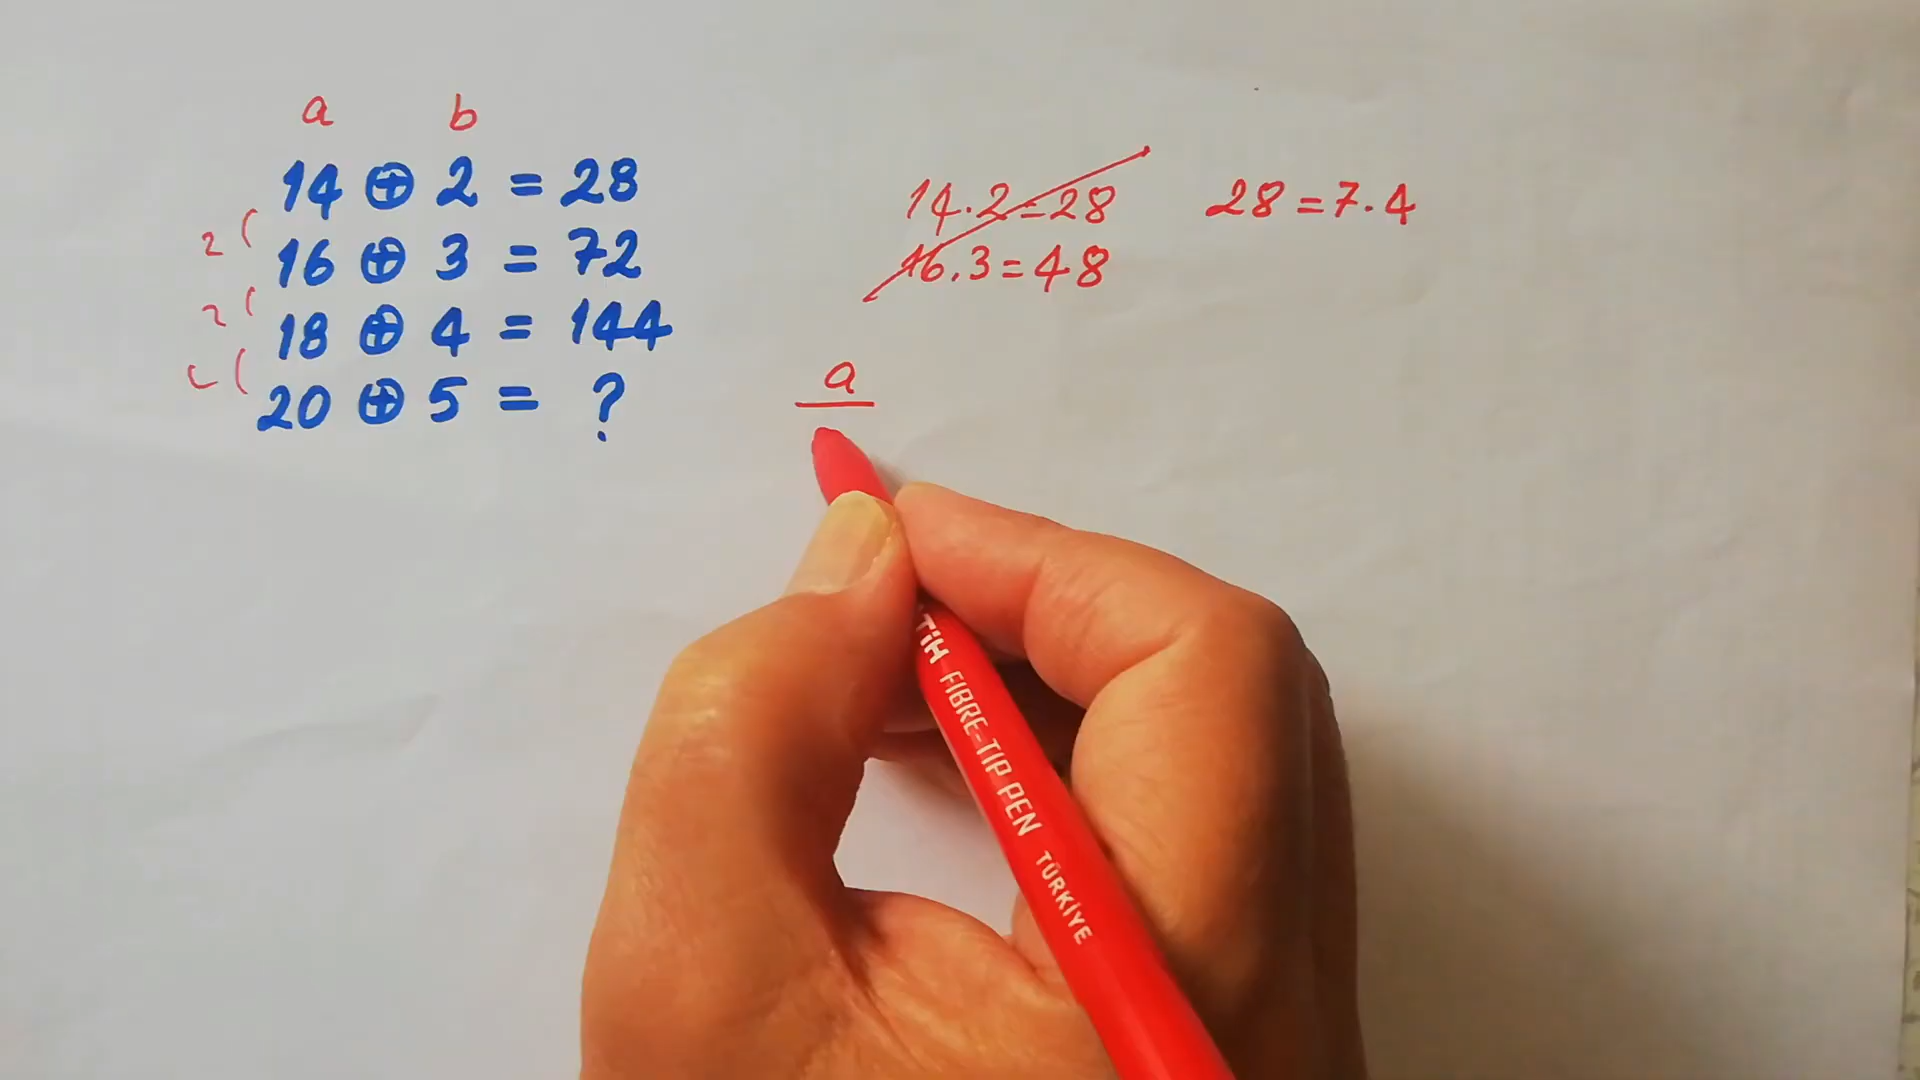 a b
14 ⊕ 2 = 28
2 ( 16 ⊕ 3 = 72
2 ( 18 ⊕ 4 = 144
( 20 ⊕ 5 = ?
14.2=28
16.3=48
28=7.4
a
TİH FIBRE-TIP PEN TÜRKİYE